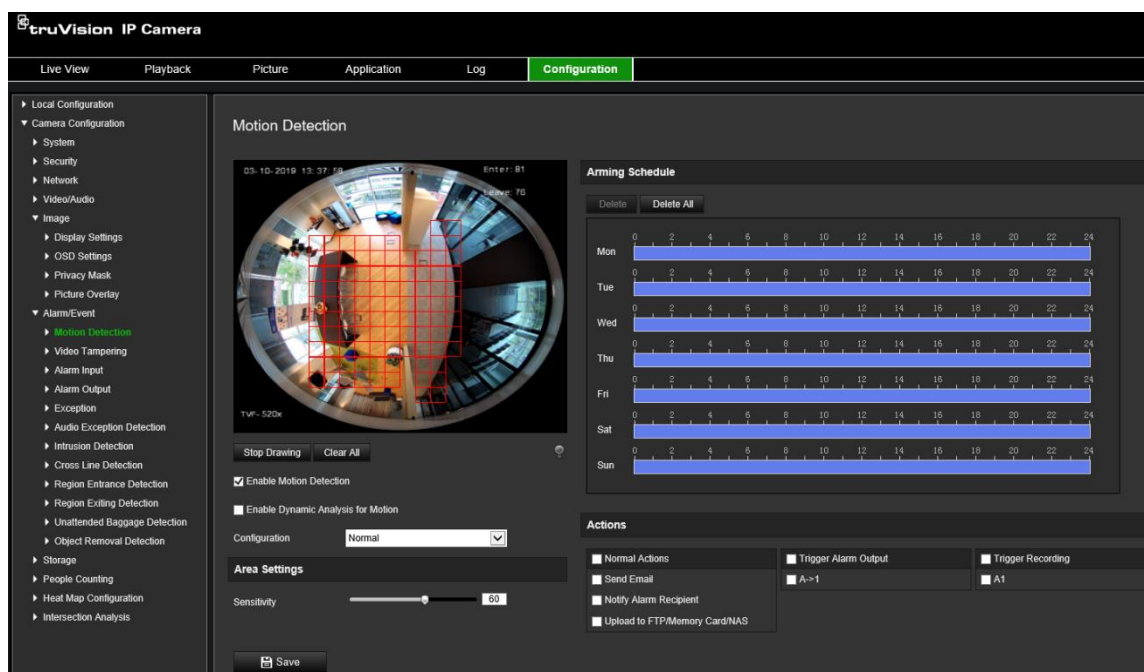 truVision IP Camera
Live View Playback Picture Application Log Configuration
Local Configuration
Camera Configuration
System
Security
Network
Video/Audio
Image
Display Settings
OSD Settings
Privacy Mask
Picture Overlay
Alarm/Event
Motion Detection
Video Tampering
Alarm Input
Alarm Output
Exception
Audio Exception Detection
Intrusion Detection
Cross Line Detection
Region Entrance Detection
Region Exiting Detection
Unattended Baggage Detection
Object Removal Detection
Storage
People Counting
Heat Map Configuration
Intersection Analysis
Motion Detection
03-10-2019 13:37:58
Enter: 81
Leave: 76
TVF-520x
Stop Drawing Clear All
Enable Motion Detection
Enable Dynamic Analysis for Motion
Configuration Normal
Area Settings
Sensitivity 60
Save
Arming Schedule
Delete Delete All
0 2 4 6 8 10 12 14 16 18 20 22 24
Mon
0 2 4 6 8 10 12 14 16 18 20 22 24
Tue
0 2 4 6 8 10 12 14 16 18 20 22 24
Wed
0 2 4 6 8 10 12 14 16 18 20 22 24
Thu
0 2 4 6 8 10 12 14 16 18 20 22 24
Fri
0 2 4 6 8 10 12 14 16 18 20 22 24
Sat
0 2 4 6 8 10 12 14 16 18 20 22 24
Sun
Actions
Normal Actions Trigger Alarm Output Trigger Recording
Send Email A->1 A1
Notify Alarm Recipient
Upload to FTP/Memory Card/NAS